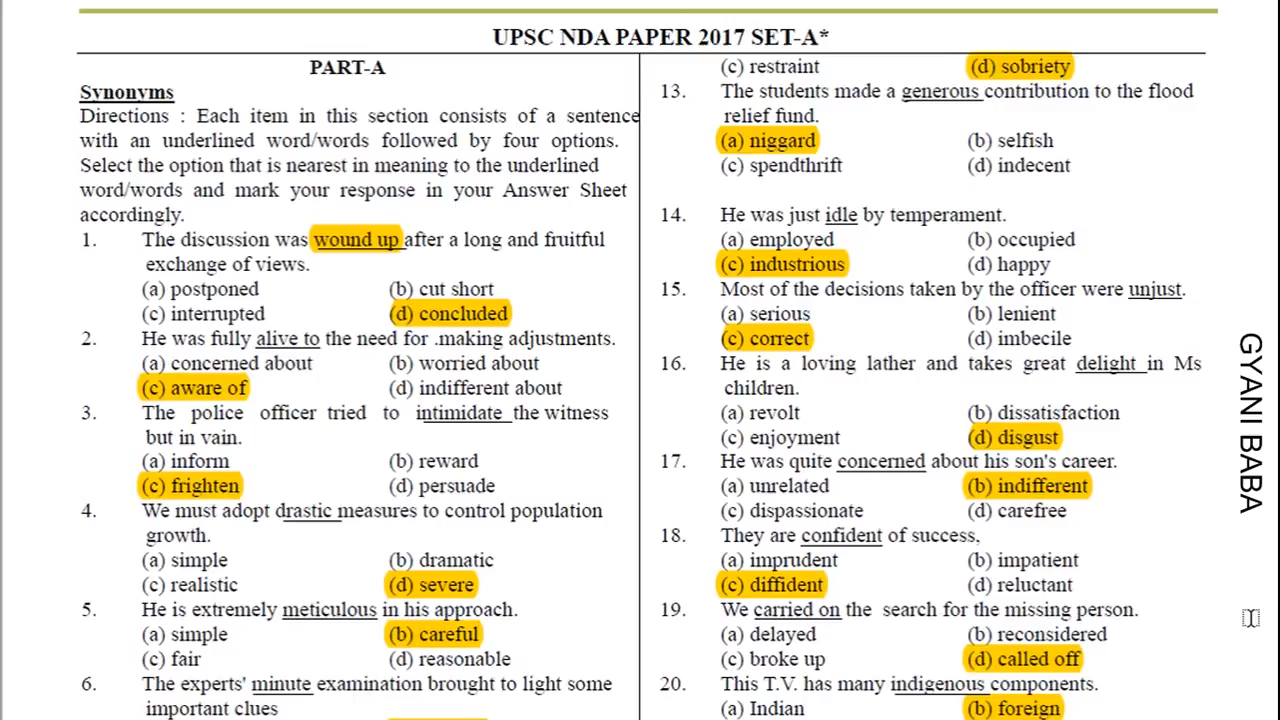 UPSC NDA PAPER 2017 SET-A*
PART-A
Synonyms
Directions : Each item in this section consists of a sentence
with an underlined word/words followed by four options.
Select the option that is nearest in meaning to the underlined
word/words and mark your response in your Answer Sheet
accordingly.
1. The discussion was wound up after a long and fruitful
exchange of views.
(a) postponed (b) cut short
(c) interrupted (d) concluded
2. He was fully alive to the need for .making adjustments.
(a) concerned about (b) worried about
(c) aware of (d) indifferent about
3. The police officer tried to intimidate the witness
but in vain.
(a) inform (b) reward
(c) frighten (d) persuade
4. We must adopt drastic measures to control population
growth.
(a) simple (b) dramatic
(c) realistic (d) severe
5. He is extremely meticulous in his approach.
(a) simple (b) careful
(c) fair (d) reasonable
6. The experts' minute examination brought to light some
important clues
(c) restraint (d) sobriety
13. The students made a generous contribution to the flood
relief fund.
(a) niggard (b) selfish
(c) spendthrift (d) indecent
14. He was just idle by temperament.
(a) employed (b) occupied
(c) industrious (d) happy
15. Most of the decisions taken by the officer were unjust.
(a) serious (b) lenient
(c) correct (d) imbecile
16. He is a loving lather and takes great delight in Ms
children.
(a) revolt (b) dissatisfaction
(c) enjoyment (d) disgust
17. He was quite concerned about his son's career.
(a) unrelated (b) indifferent
(c) dispassionate (d) carefree
18. They are confident of success,
(a) imprudent (b) impatient
(c) diffident (d) reluctant
19. We carried on the search for the missing person.
(a) delayed (b) reconsidered
(c) broke up (d) called off
20. This T.V. has many indigenous components.
(a) Indian (b) foreign
GYANI BABA